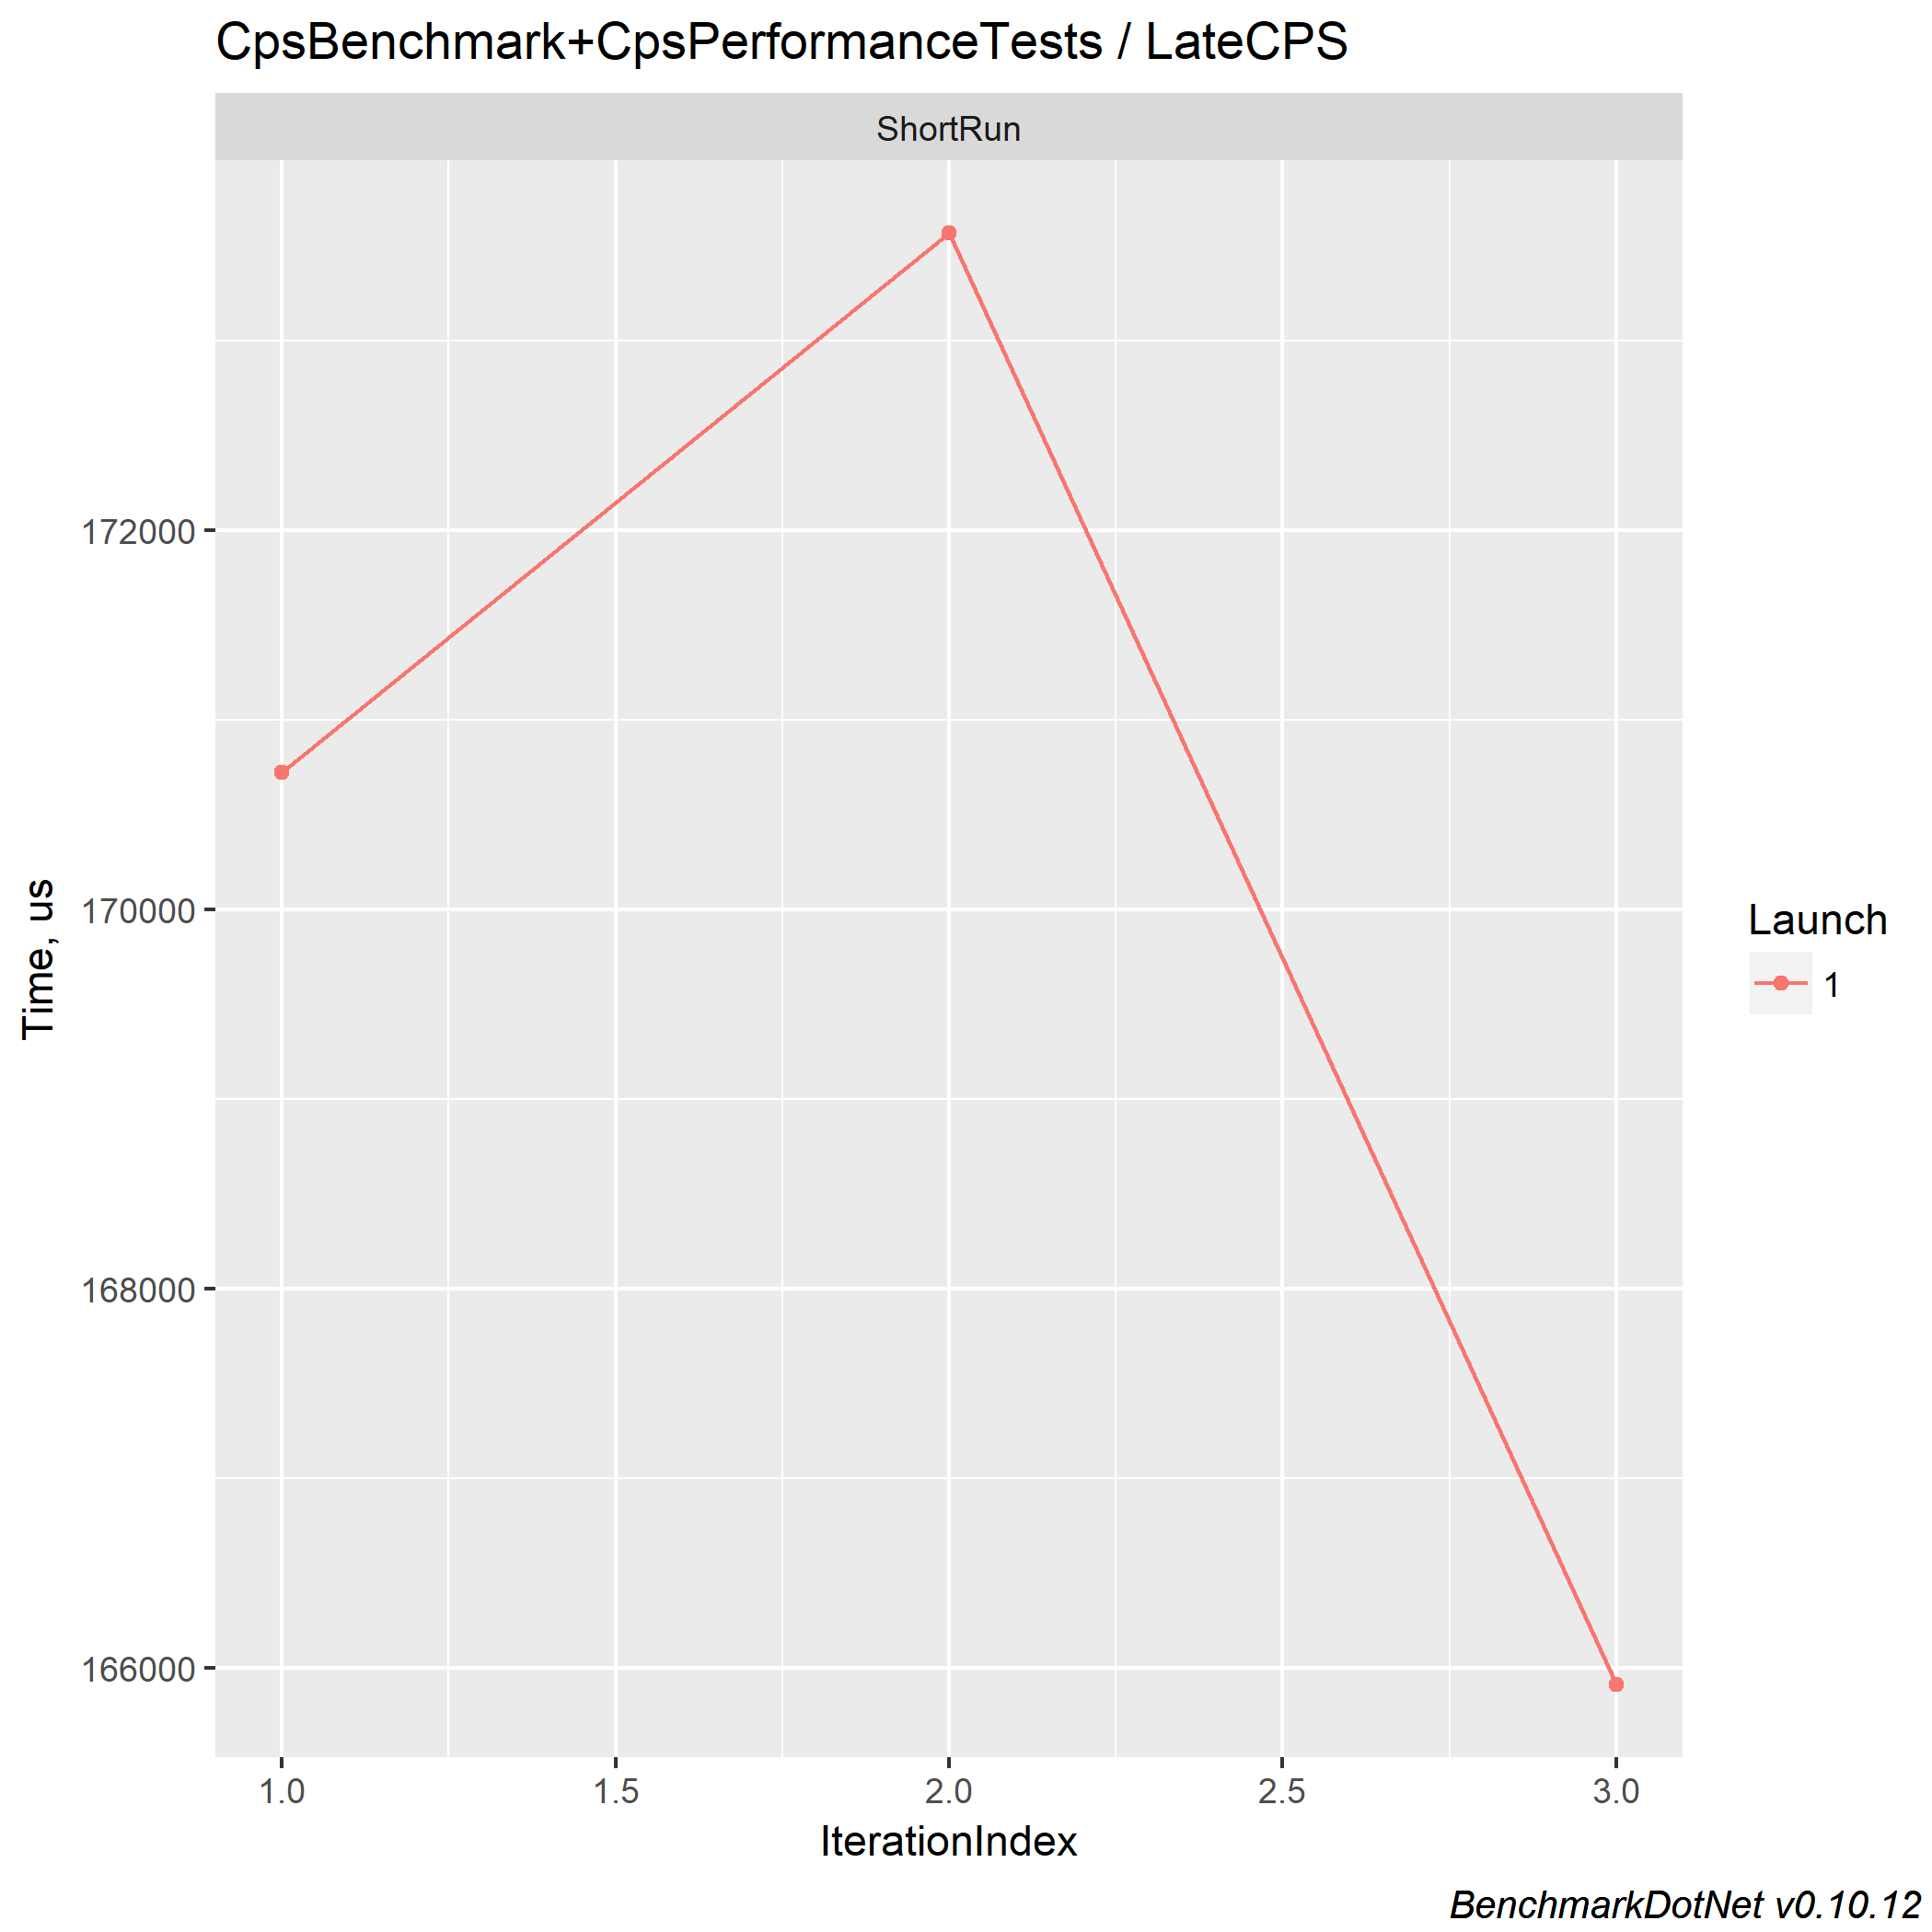 CpsBenchmark+CpsPerformanceTests / LateCPS
ShortRun
172000
170000
168000
166000
Time, us
1.0 1.5 2.0 2.5 3.0
IterationIndex
Launch
1
BenchmarkDotNet v0.10.12